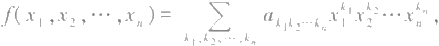 f(x₁, x₂, ⋯, xₙ) = ∑_{k₁,k₂,⋯,kₙ} a_{k₁k₂⋯kₙ} x₁^{k₁} x₂^{k₂} ⋯ xₙ^{kₙ},